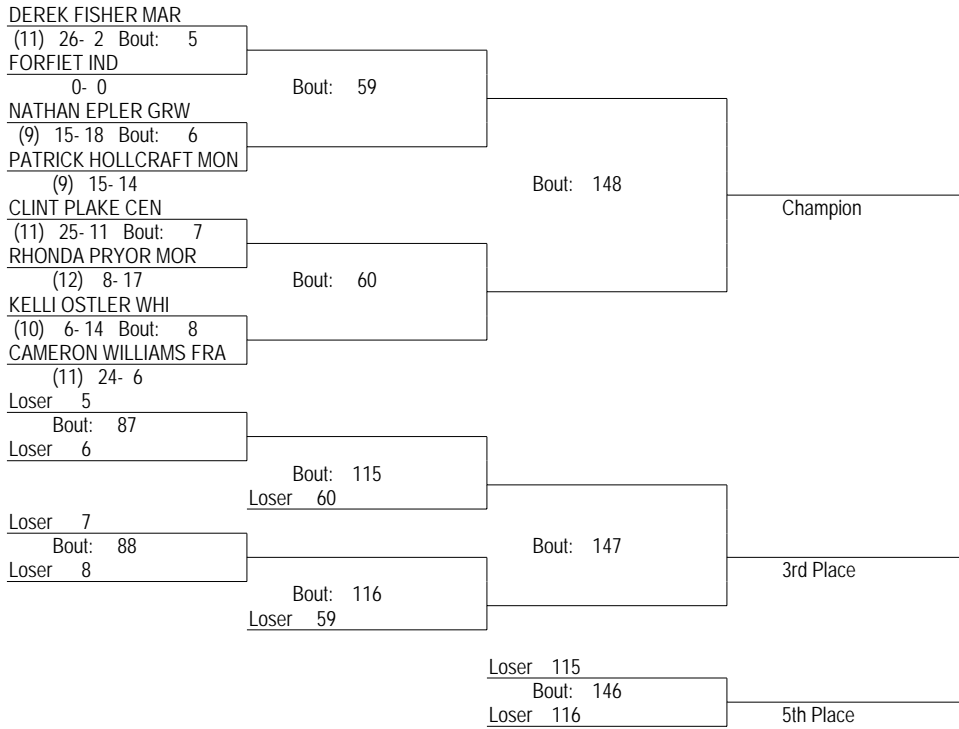 DEREK FISHER MAR
(11) 26- 2 Bout: 5
FORFIET IND
0- 0
Bout: 59
NATHAN EPLER GRW
(9) 15- 18 Bout: 6
PATRICK HOLLCRAFT MON
(9) 15- 14
Bout: 148
CLINT PLAKE CEN
Champion
(11) 25- 11 Bout: 7
RHONDA PRYOR MOR
(12) 8- 17
Bout: 60
KELLI OSTLER WHI
(10) 6- 14 Bout: 8
CAMERON WILLIAMS FRA
(11) 24- 6
Loser 5
Bout: 87
Loser 6
Bout: 115
Loser 60
Loser 7
Bout: 88
Bout: 147
Loser 8
3rd Place
Bout: 116
Loser 59
Loser 115
Bout: 146
Loser 116
5th Place